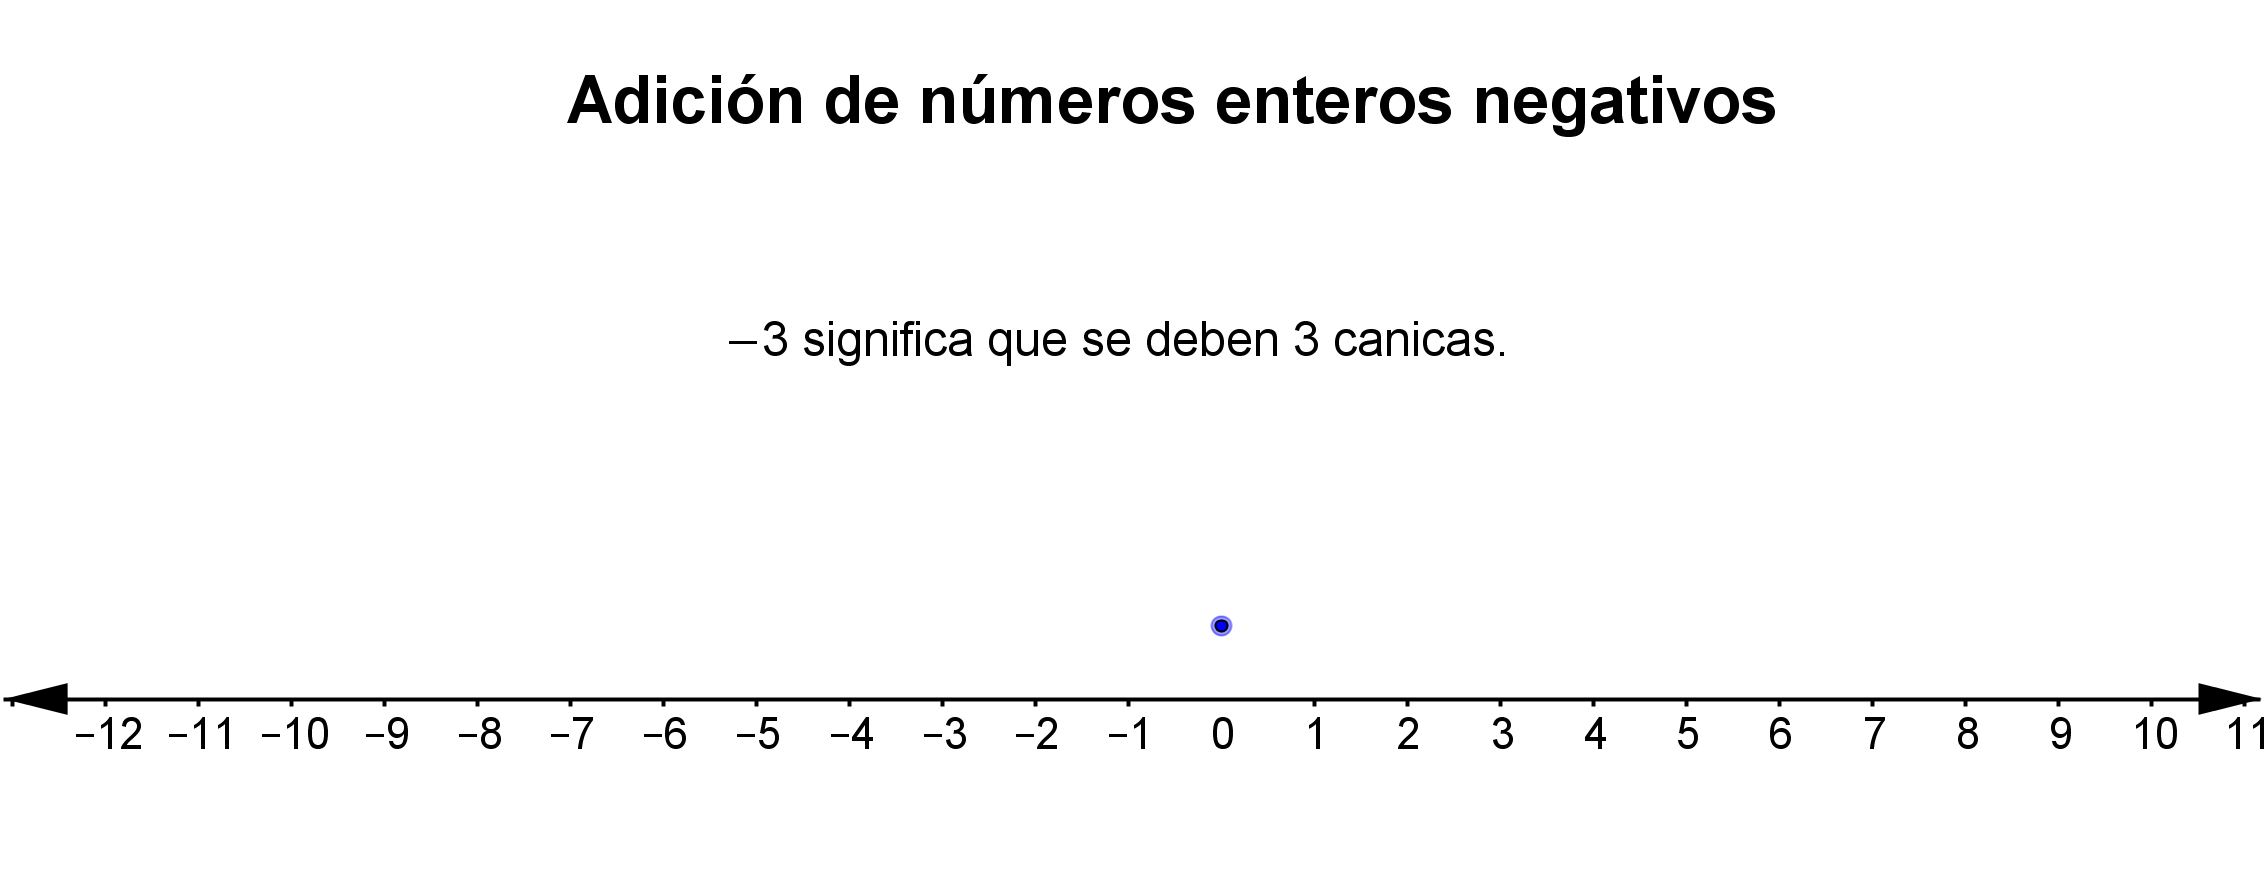 Adición de números enteros negativos
−3 significa que se deben 3 canicas.
−12 −11 −10 −9 −8 −7 −6 −5 −4 −3 −2 −1 0 1 2 3 4 5 6 7 8 9 10 11